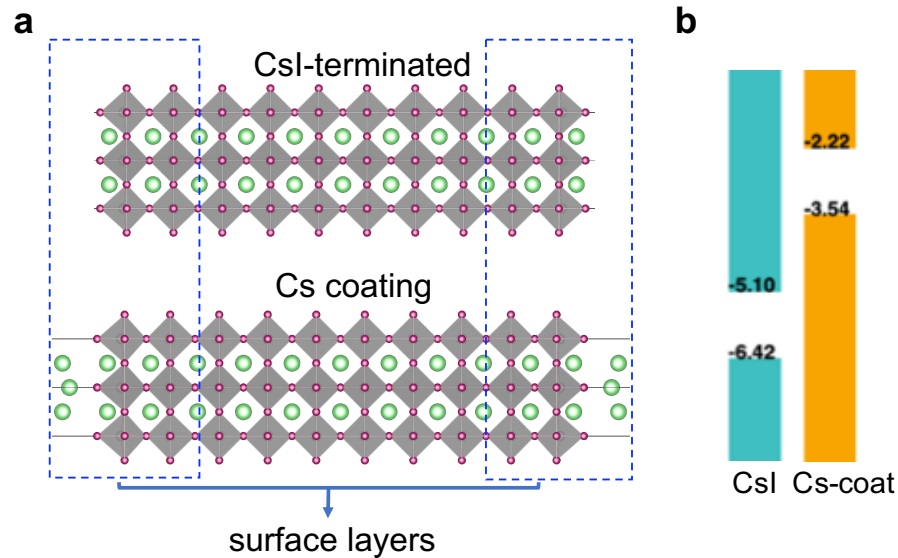 a
CsI-terminated
Cs coating
surface layers
b
-2.22
-3.54
-5.10
-6.42
CsI Cs-coat